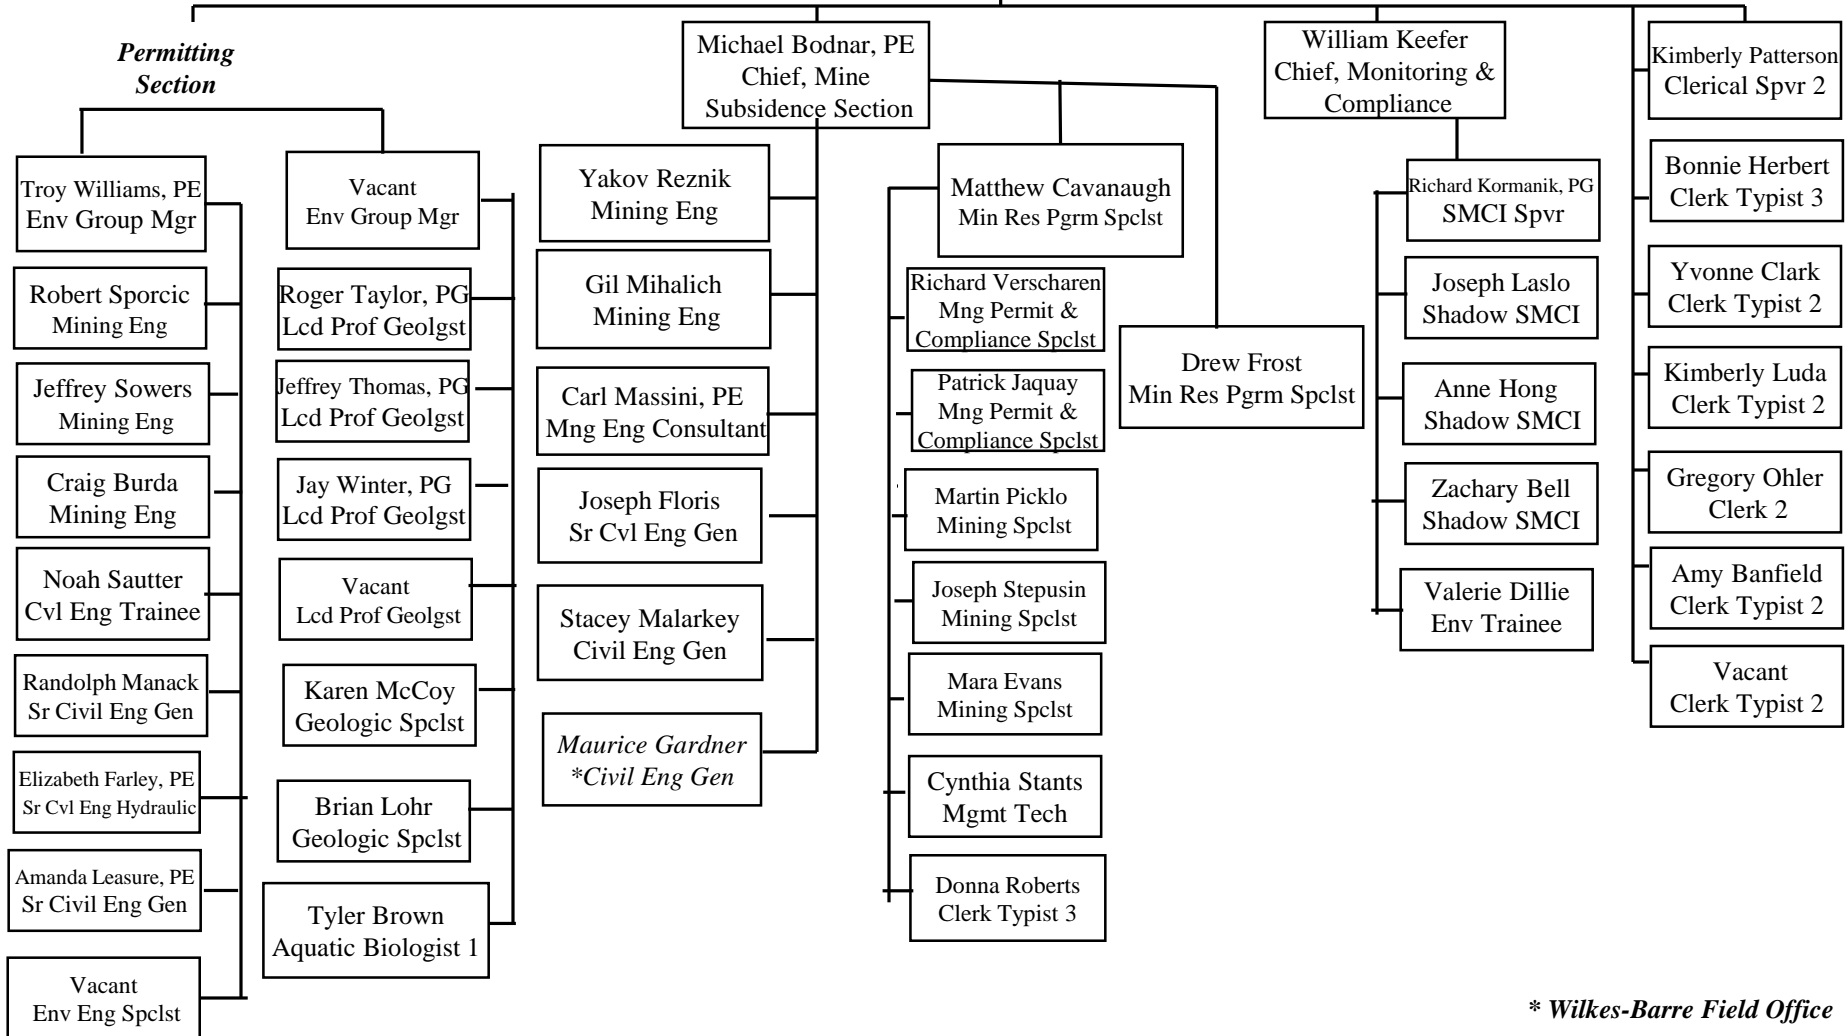 Permitting
Section
Michael Bodnar, PE
Chief, Mine
Subsidence Section
William Keefer
Chief, Monitoring &
Compliance
Kimberly Patterson
Clerical Spvr 2
Troy Williams, PE
Env Group Mgr
Robert Sporcic
Mining Eng
Jeffrey Sowers
Mining Eng
Craig Burda
Mining Eng
Noah Sautter
Cvl Eng Trainee
Randolph Manack
Sr Civil Eng Gen
Elizabeth Farley, PE
Sr Cvl Eng Hydraulic
Amanda Leasure, PE
Sr Civil Eng Gen
Vacant
Env Eng Spclst
Vacant
Env Group Mgr
Roger Taylor, PG
Lcd Prof Geolgst
Jeffrey Thomas, PG
Lcd Prof Geolgst
Jay Winter, PG
Lcd Prof Geolgst
Vacant
Lcd Prof Geolgst
Karen McCoy
Geologic Spclst
Brian Lohr
Geologic Spclst
Tyler Brown
Aquatic Biologist 1
Yakov Reznik
Mining Eng
Gil Mihalich
Mining Eng
Carl Massini, PE
Mng Eng Consultant
Joseph Floris
Sr Cvl Eng Gen
Stacey Malarkey
Civil Eng Gen
Maurice Gardner
*Civil Eng Gen
Matthew Cavanaugh
Min Res Pgrm Spclst
Richard Verscharen
Mng Permit &
Compliance Spclst
Patrick Jaquay
Mng Permit &
Compliance Spclst
Martin Picklo
Mining Spclst
Joseph Stepusin
Mining Spclst
Mara Evans
Mining Spclst
Cynthia Stants
Mgmt Tech
Donna Roberts
Clerk Typist 3
Drew Frost
Min Res Pgrm Spclst
Richard Kormanik, PG
SMCI Spvr
Joseph Laslo
Shadow SMCI
Anne Hong
Shadow SMCI
Zachary Bell
Shadow SMCI
Valerie Dillie
Env Trainee
Bonnie Herbert
Clerk Typist 3
Yvonne Clark
Clerk Typist 2
Kimberly Luda
Clerk Typist 2
Gregory Ohler
Clerk 2
Amy Banfield
Clerk Typist 2
Vacant
Clerk Typist 2
* Wilkes-Barre Field Office